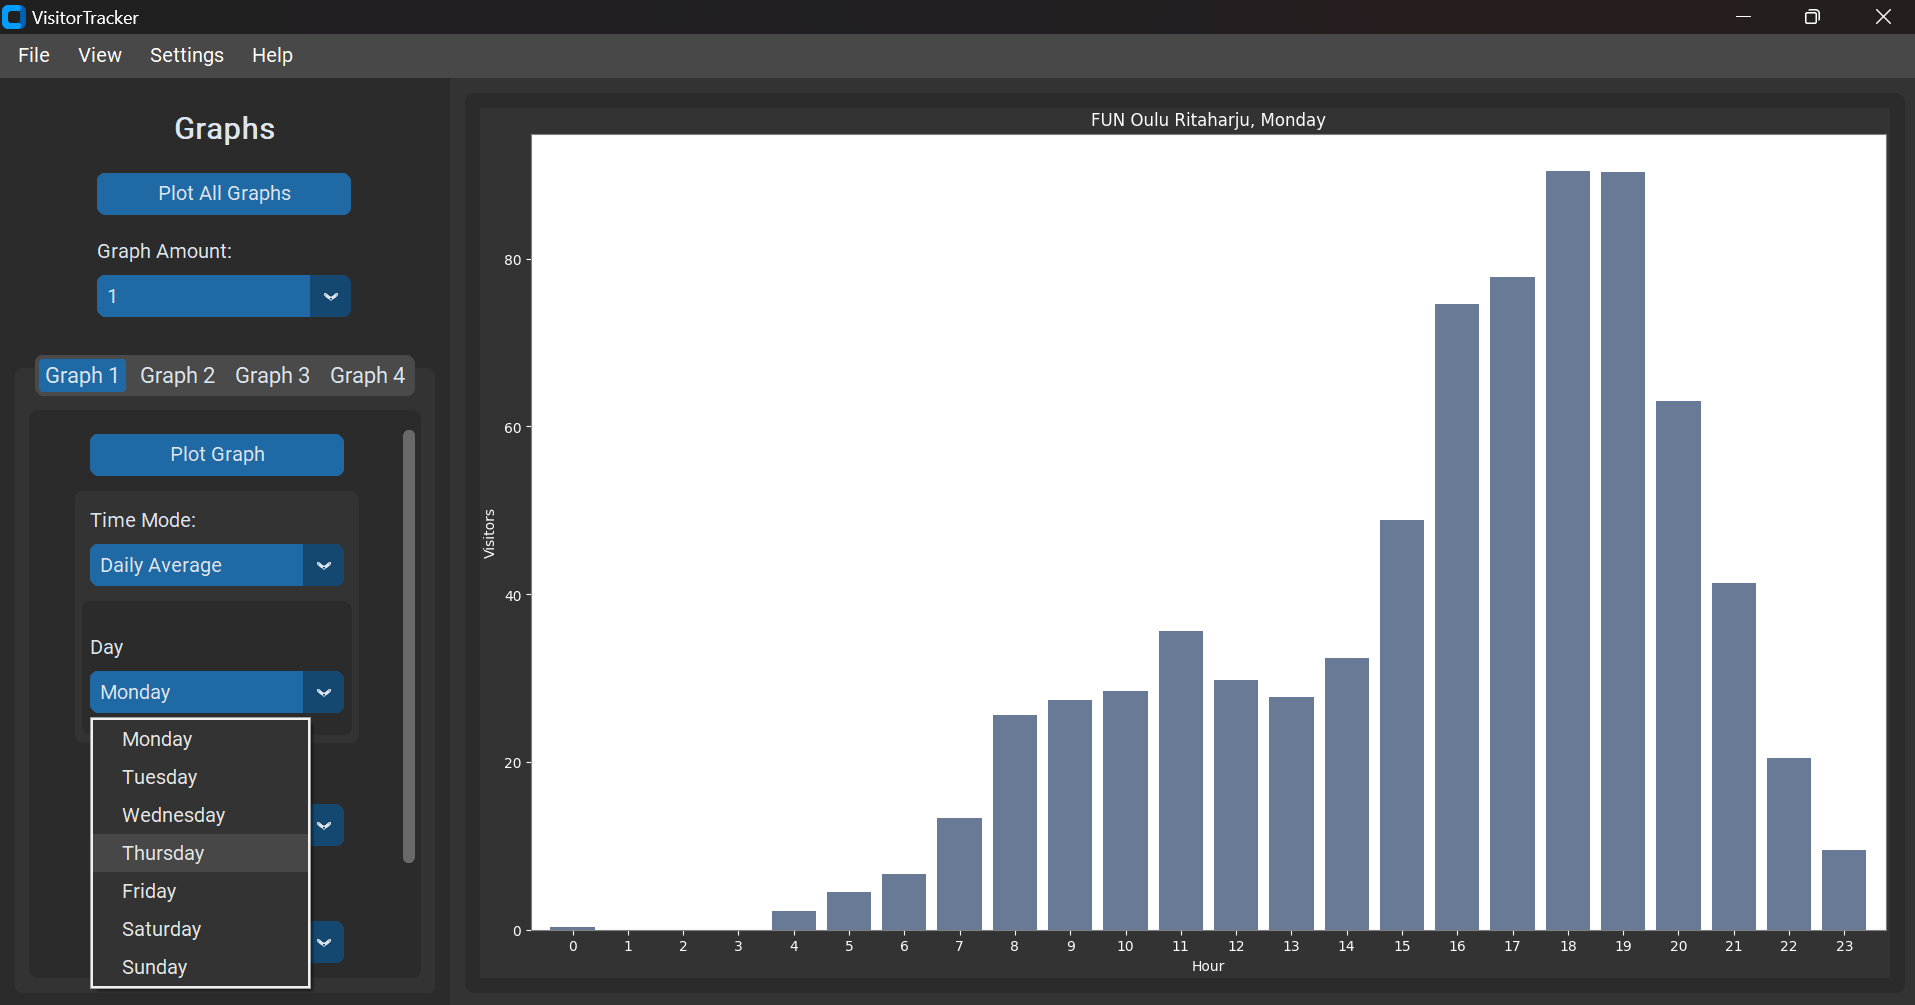 VisitorTracker
File View Settings Help
Graphs
Plot All Graphs
Graph Amount:
1
Graph 1 Graph 2 Graph 3 Graph 4
Plot Graph
Time Mode:
Daily Average
Day
Monday
Monday
Tuesday
Wednesday
Thursday
Friday
Saturday
Sunday
FUN Oulu Ritaharju, Monday
Visitors
80
60
40
20
0
0 1 2 3 4 5 6 7 8 9 10 11 12 13 14 15 16 17 18 19 20 21 22 23
Hour